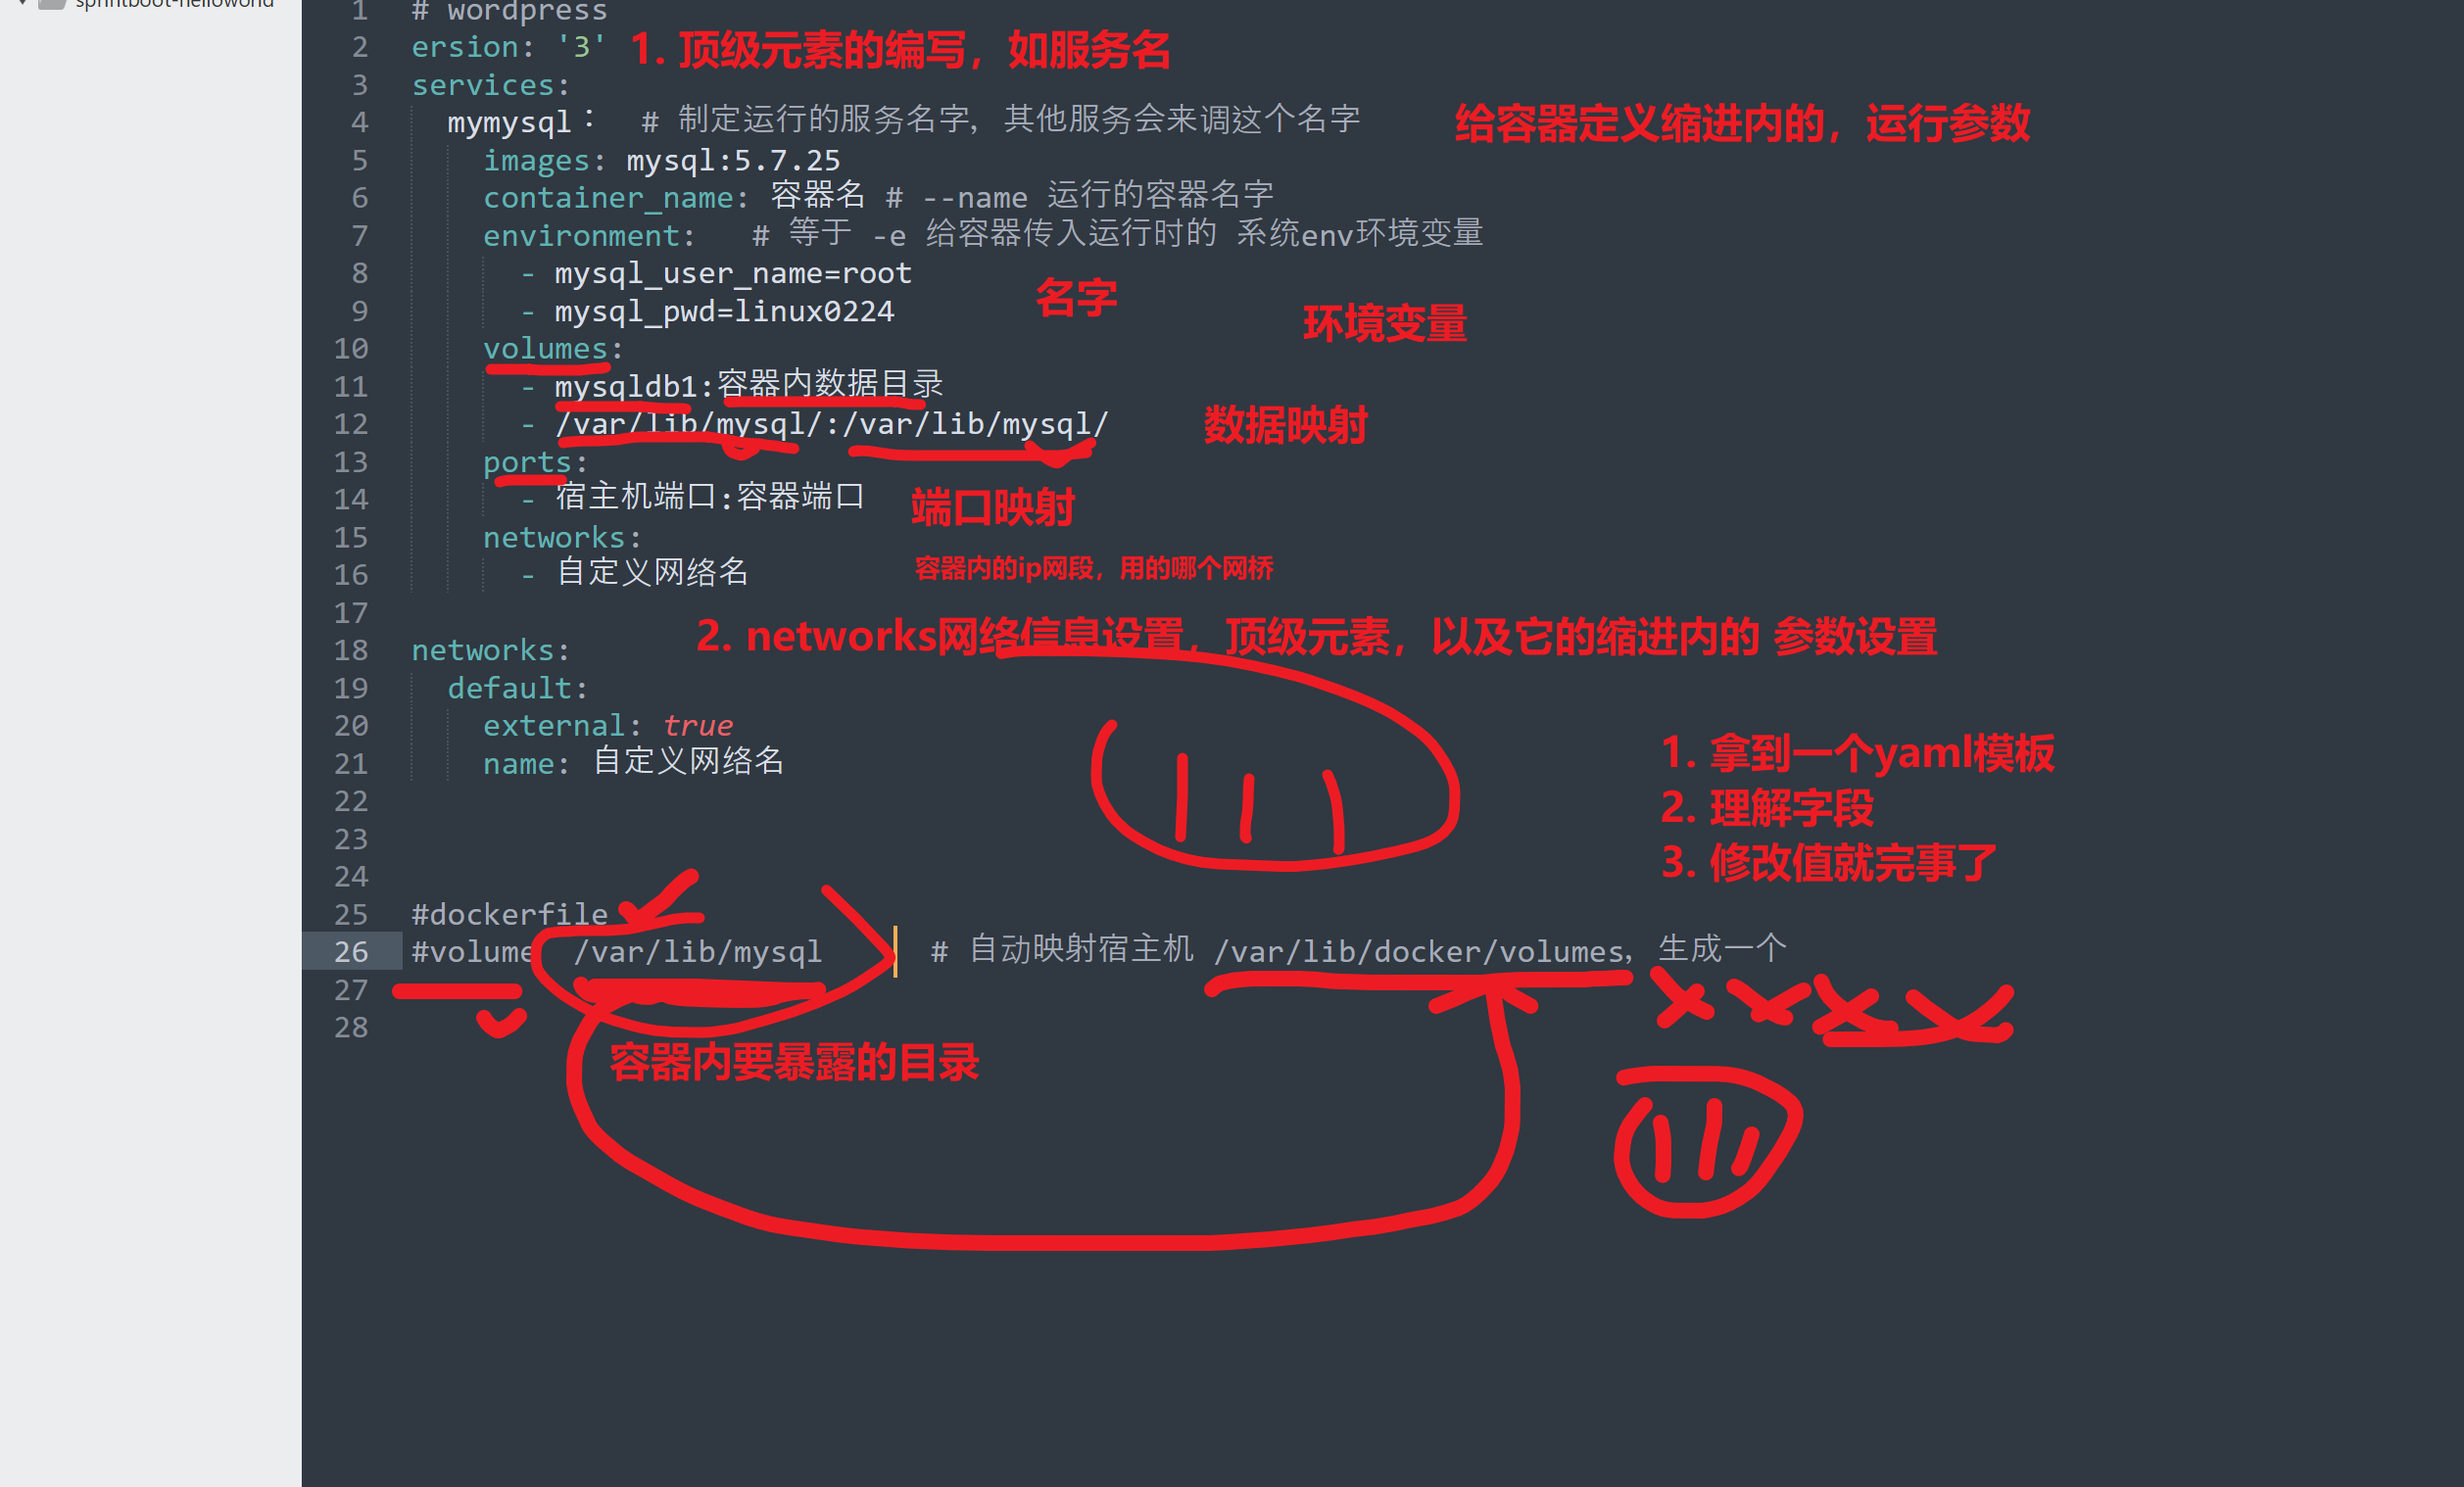 sprintboot-helloworld
1 # wordpress
2 ersion: '3' 1. 顶级元素的编写，如服务名
3 services:
4 mymysql： # 制定运行的服务名字，其他服务会来调这个名字 给容器定义缩进内的，运行参数
5 images: mysql:5.7.25
6 container_name: 容器名 # --name 运行的容器名字
7 environment: # 等于 -e 给容器传入运行时的 系统env环境变量
8 - mysql_user_name=root
名字
9 - mysql_pwd=linux0224
环境变量
10 volumes:
11 - mysqldb1:容器内数据目录
12 - /var/lib/mysql/:/var/lib/mysql/ 数据映射
13 ports:
14 - 宿主机端口:容器端口 端口映射
15 networks:
16 - 自定义网络名 容器内的ip网段，用的哪个网桥
17
2. networks网络信息设置，顶级元素，以及它的缩进内的 参数设置
18 networks:
19 default:
20 external: true
21 name: 自定义网络名
1. 拿到一个yaml模板
2. 理解字段
3. 修改值就完事了
22
23
24
25 #dockerfile
26 #volume /var/lib/mysql # 自动映射宿主机 /var/lib/docker/volumes，生成一个
27
28
容器内要暴露的目录